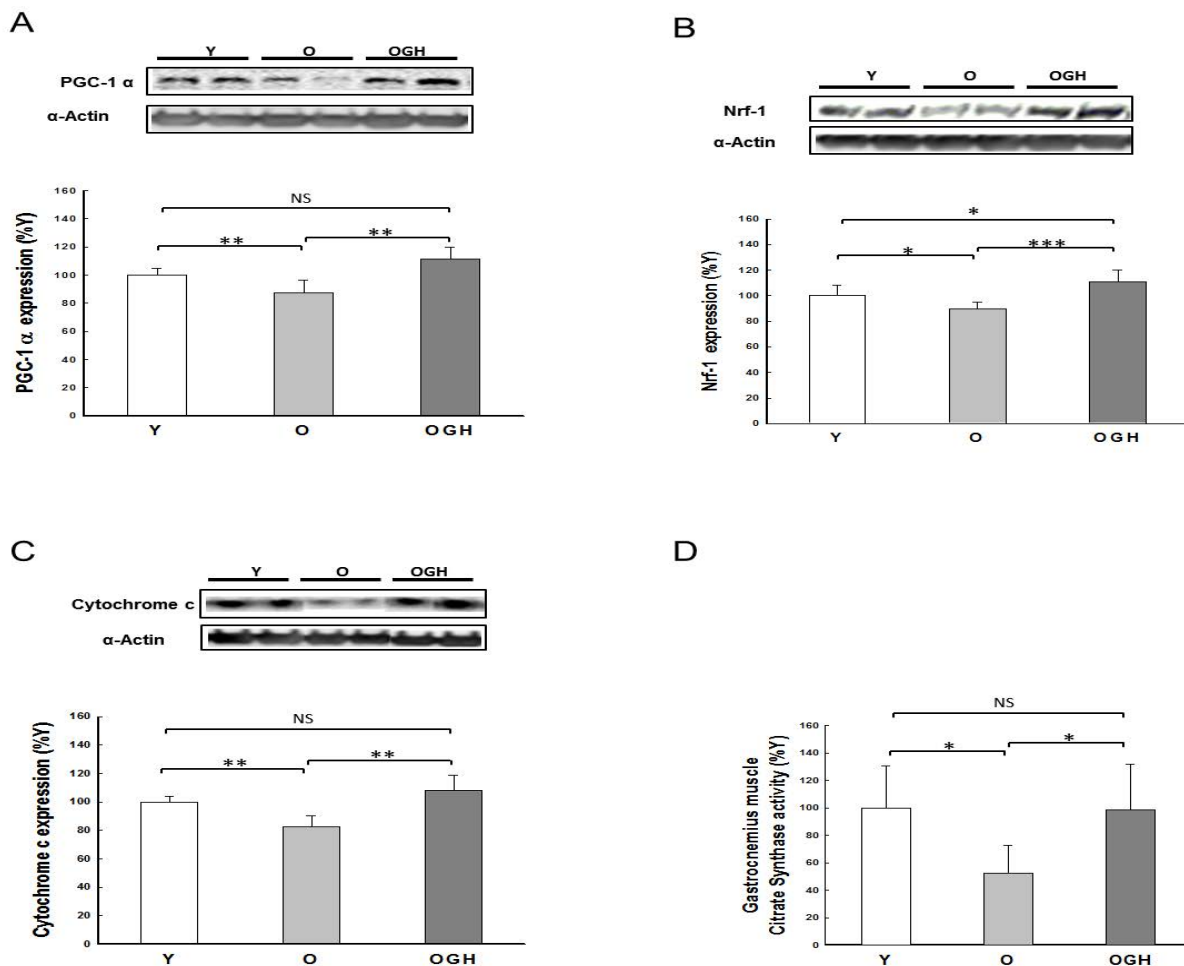 A
Y O OGH
PGC-1 α
α-Actin
NS
** **
PGC-1 α expression (%Y)
160
140
120
100
80
60
40
20
0
Y O OGH
B
Y O OGH
Nrf-1
α-Actin
*
* ***
Nrf-1 expression (%Y)
160
140
120
100
80
60
40
20
0
Y O OGH
C
Y O OGH
Cytochrome c
α-Actin
NS
** **
Cytochrome c expression (%Y)
160
140
120
100
80
60
40
20
0
Y O OGH
D
NS
* *
Gastrocnemius muscle
Citrate Synthase activity (%Y)
160
140
120
100
80
60
40
20
0
Y O OGH